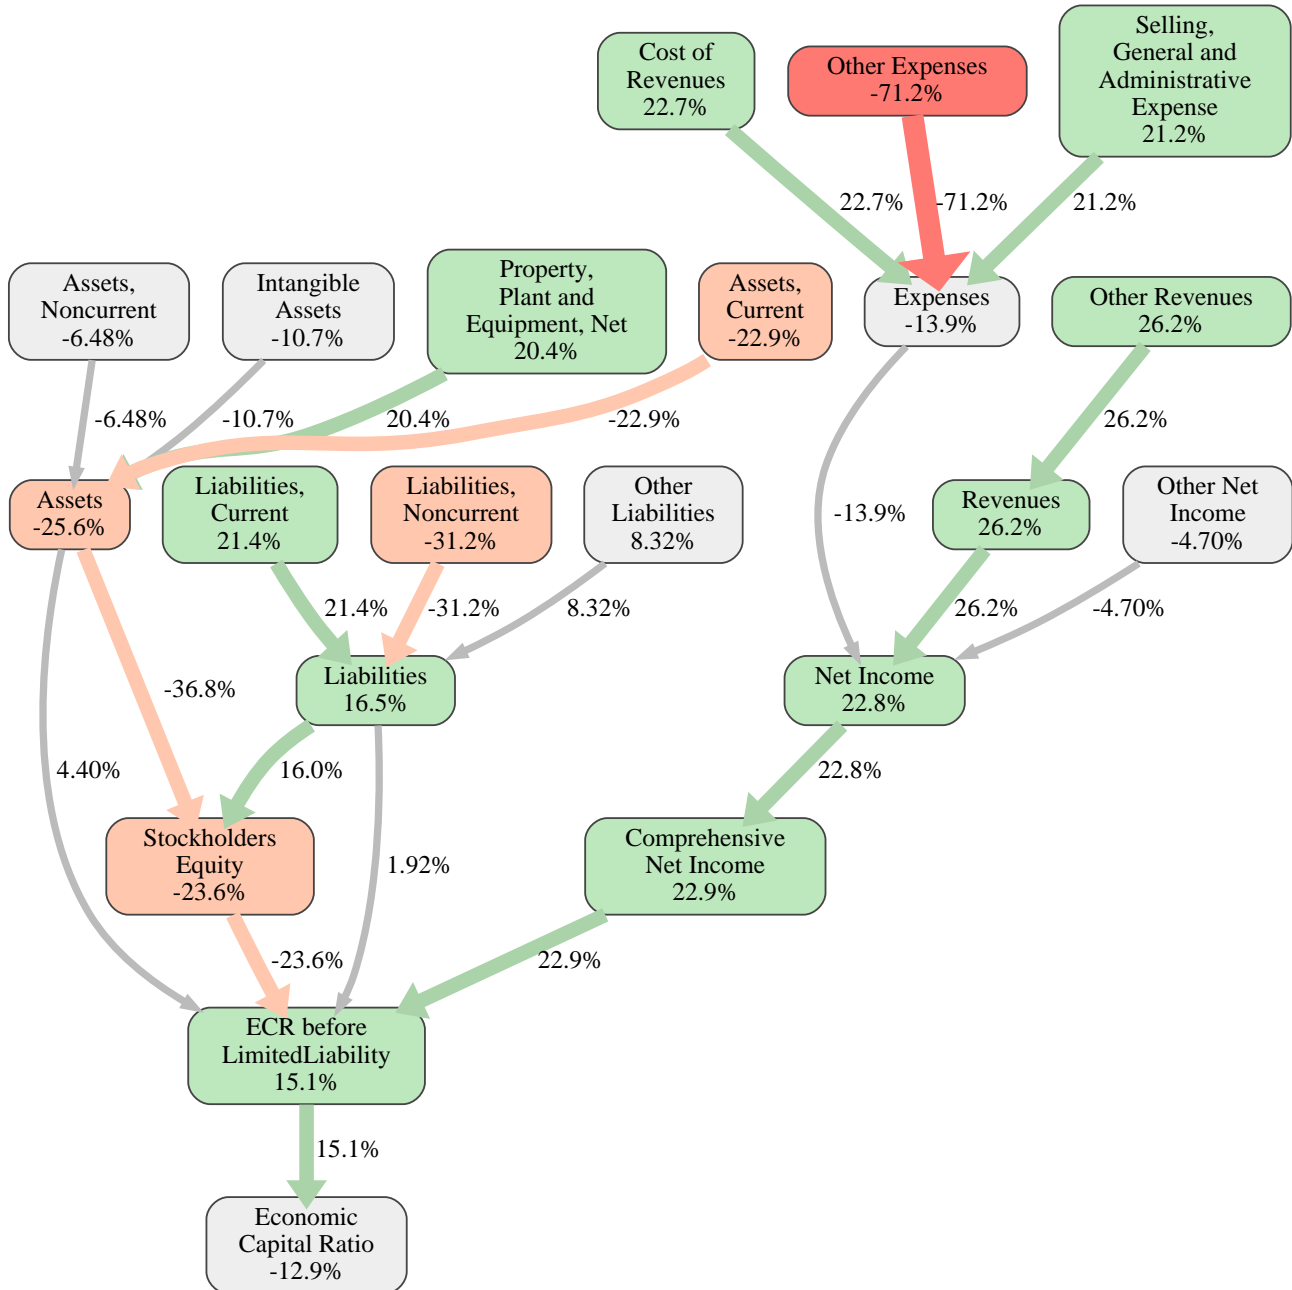 Cost of
Revenues
22.7%
Other Expenses
-71.2%
Selling,
General and
Administrative
Expense
21.2%
22.7%
-71.2%
21.2%
Assets,
Noncurrent
-6.48%
Intangible
Assets
-10.7%
Property,
Plant and
Equipment, Net
20.4%
Assets,
Current
-22.9%
Expenses
-13.9%
Other Revenues
26.2%
-6.48%
-10.7%
20.4%
-22.9%
26.2%
Assets
-25.6%
Liabilities,
Current
21.4%
Liabilities,
Noncurrent
-31.2%
Other
Liabilities
8.32%
-13.9%
Revenues
26.2%
Other Net
Income
-4.70%
21.4%
-31.2%
8.32%
26.2%
-4.70%
-36.8%
Liabilities
16.5%
Net Income
22.8%
4.40%
16.0%
22.8%
Stockholders
Equity
-23.6%
1.92%
Comprehensive
Net Income
22.9%
-23.6%
22.9%
ECR before
LimitedLiability
15.1%
15.1%
Economic
Capital Ratio
-12.9%